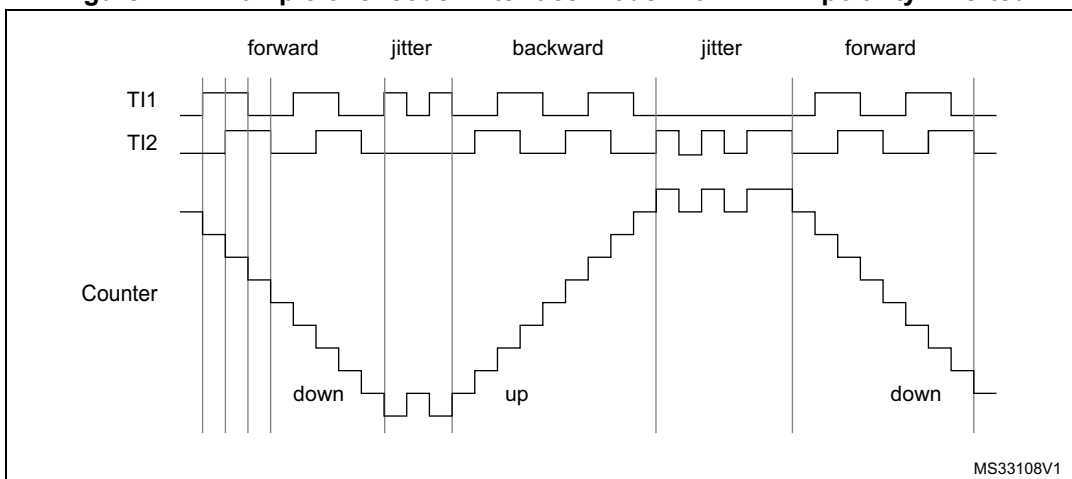 forward jitter backward jitter forward
TI1
TI2
Counter
down up down
MS33108V1